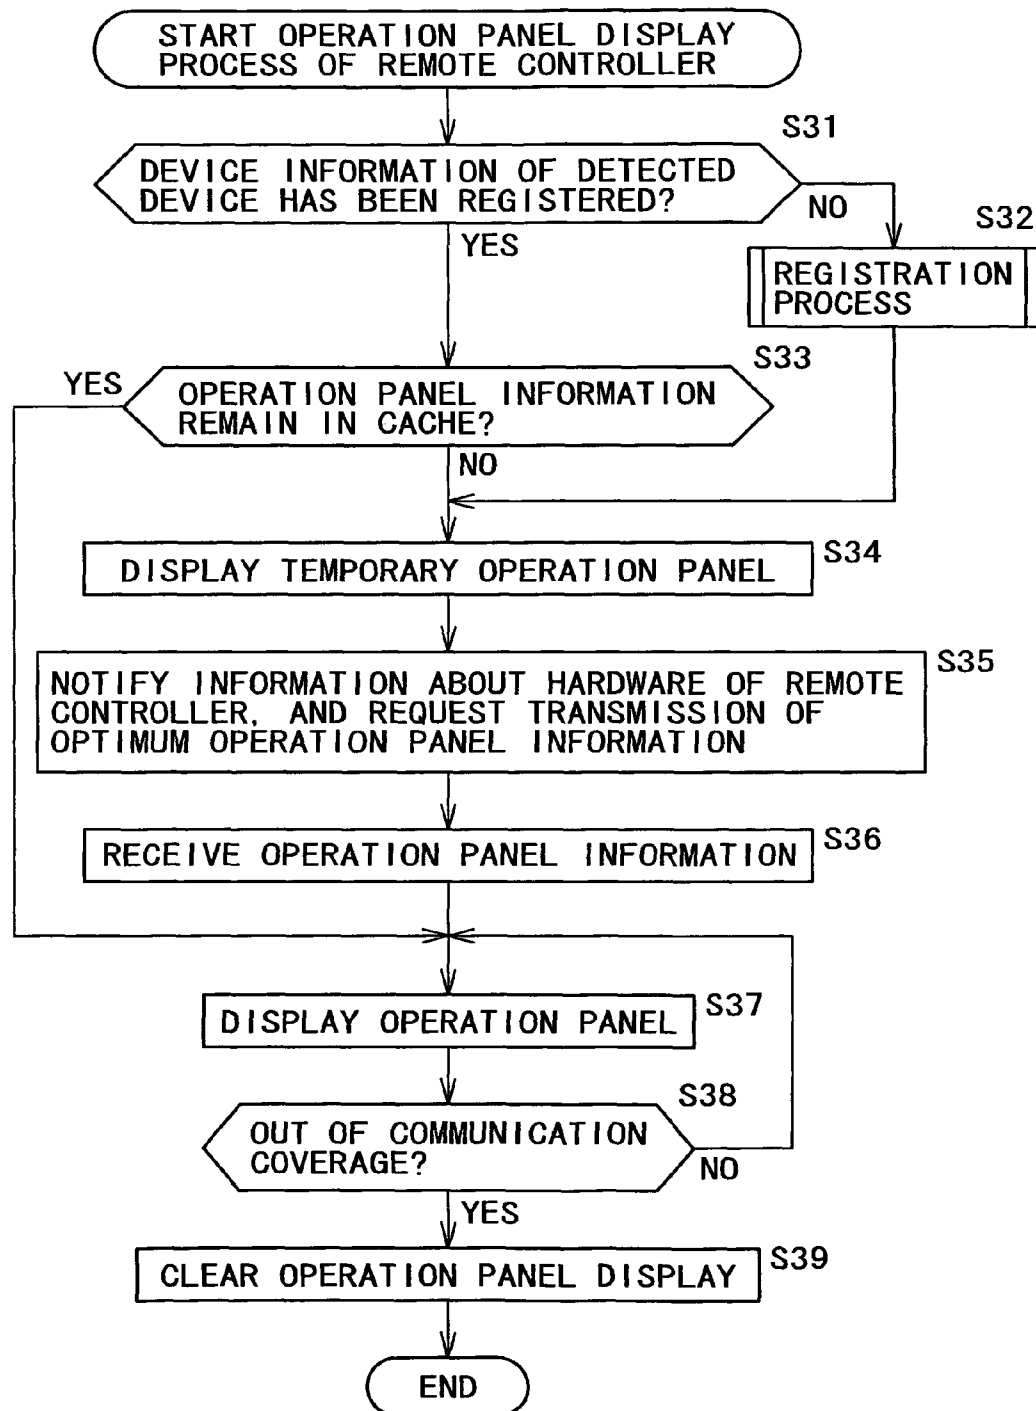 START OPERATION PANEL DISPLAY
PROCESS OF REMOTE CONTROLLER
S31
DEVICE INFORMATION OF DETECTED
DEVICE HAS BEEN REGISTERED?
NO
YES
S32
REGISTRATION
PROCESS
S33
YES
OPERATION PANEL INFORMATION
REMAIN IN CACHE?
NO
DISPLAY TEMPORARY OPERATION PANEL
S34
NOTIFY INFORMATION ABOUT HARDWARE OF REMOTE
CONTROLLER, AND REQUEST TRANSMISSION OF
OPTIMUM OPERATION PANEL INFORMATION
S35
RECEIVE OPERATION PANEL INFORMATION
S36
DISPLAY OPERATION PANEL
S37
S38
OUT OF COMMUNICATION
COVERAGE?
NO
YES
CLEAR OPERATION PANEL DISPLAY
S39
END